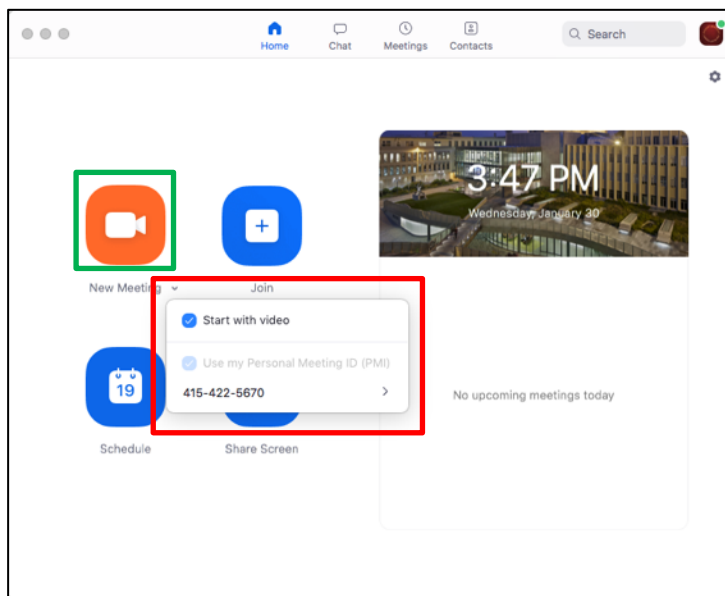 Home
Chat
Meetings
Contacts
Search
3:47 PM
Wednesday, January 30
New Meeting
Join
Start with video
Use my Personal Meeting ID (PMI)
415-422-5670
19
No upcoming meetings today
Schedule
Share Screen